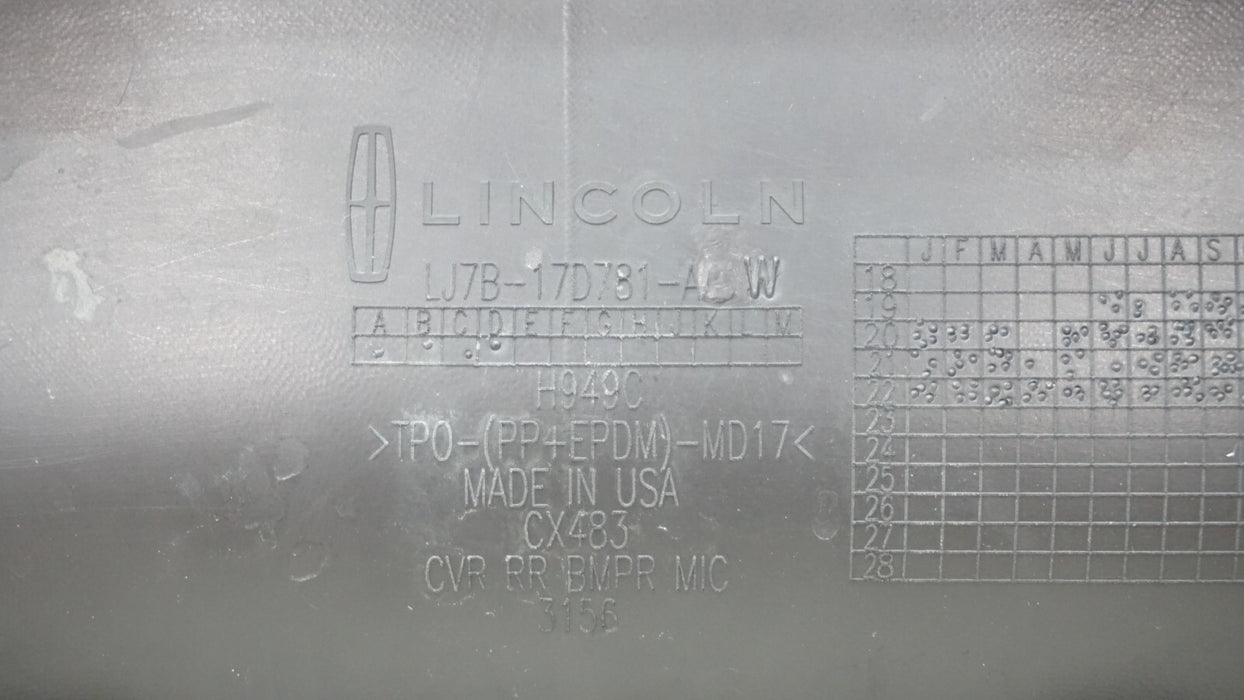 LINCOLN
LJ7B-17D781-A W
A B C D E F G H J K L M
H949C
>TPO-(PP+EPDM)-MD17<
MADE IN USA
CX483
CVR RR BMPR MIC
3156
J F M A M J J A S
18
19
20
21
22
23
24
25
26
27
28